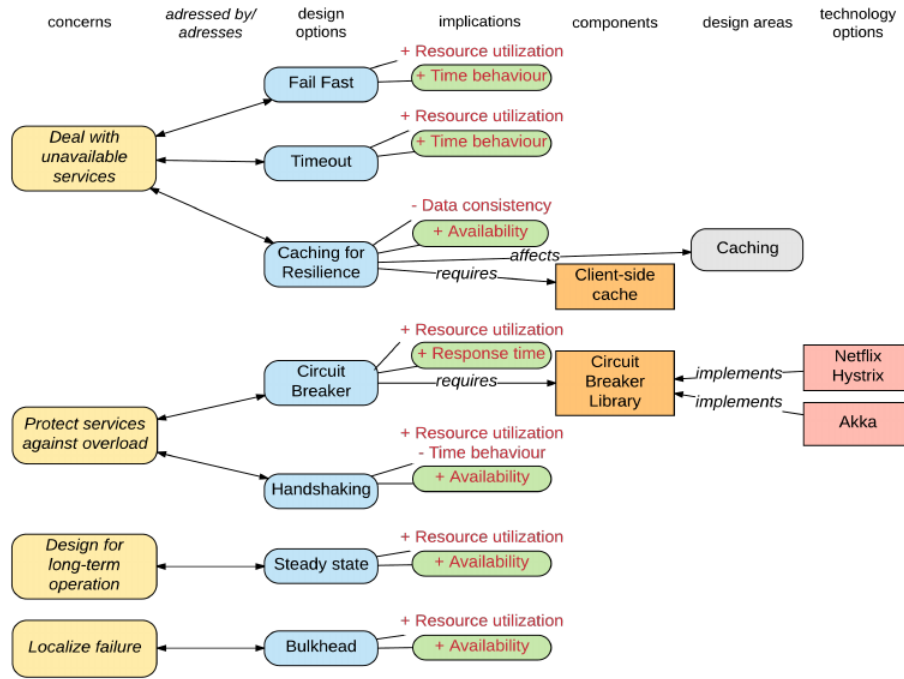 concerns
adressed by/
adresses
design
options
implications
components
design areas
technology
options
+ Resource utilization
Fail Fast
+ Time behaviour
+ Resource utilization
Deal with
unavailable
services
+ Time behaviour
Timeout
- Data consistency
+ Availability
Caching for
Resilience
affects
Caching
requires
Client-side
cache
+ Resource utilization
+ Response time
Circuit
Breaker
requires
Circuit
Breaker
Library
implements
Netflix
Hystrix
implements
Akka
Protect services
against overload
+ Resource utilization
- Time behaviour
+ Availability
Handshaking
+ Resource utilization
Design for
long-term
operation
Steady state
+ Availability
+ Resource utilization
Localize failure
Bulkhead
+ Availability